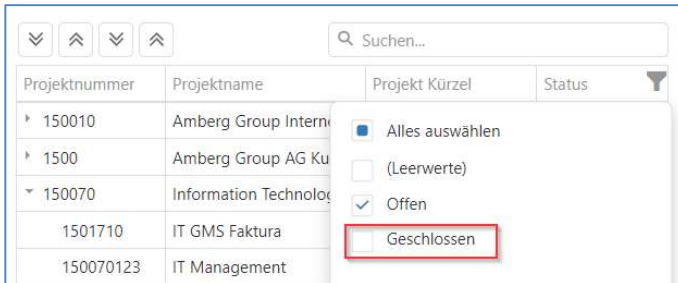 Suchen...
Projektnummer Projektname Projekt Kürzel Status
150010 Amberg Group Intern
Alles auswählen
1500 Amberg Group AG Ku
(Leerwerte)
150070 Information Technolog
Offen
1501710 IT GMS Faktura
Geschlossen
150070123 IT Management